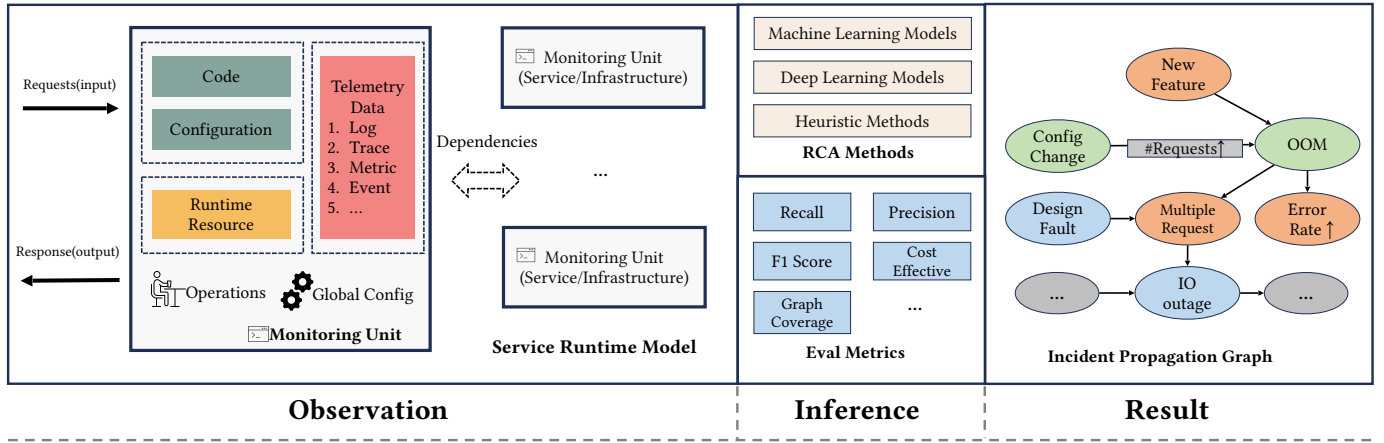 Requests(input)
Response(output)
Code
Configuration
Runtime
Resource
Telemetry
Data
1. Log
2. Trace
3. Metric
4. Event
5. ...
Operations
Global Config
Monitoring Unit
Dependencies
Monitoring Unit
(Service/Infrastructure)
...
Monitoring Unit
(Service/Infrastructure)
Service Runtime Model
Observation
Machine Learning Models
Deep Learning Models
Heuristic Methods
RCA Methods
Recall
Precision
F1 Score
Cost
Effective
Graph
Coverage
...
Eval Metrics
Inference
New
Feature
Config
Change
#Requests↑
OOM
Design
Fault
Multiple
Request
Error
Rate ↑
...
IO
outage
...
Incident Propagation Graph
Result